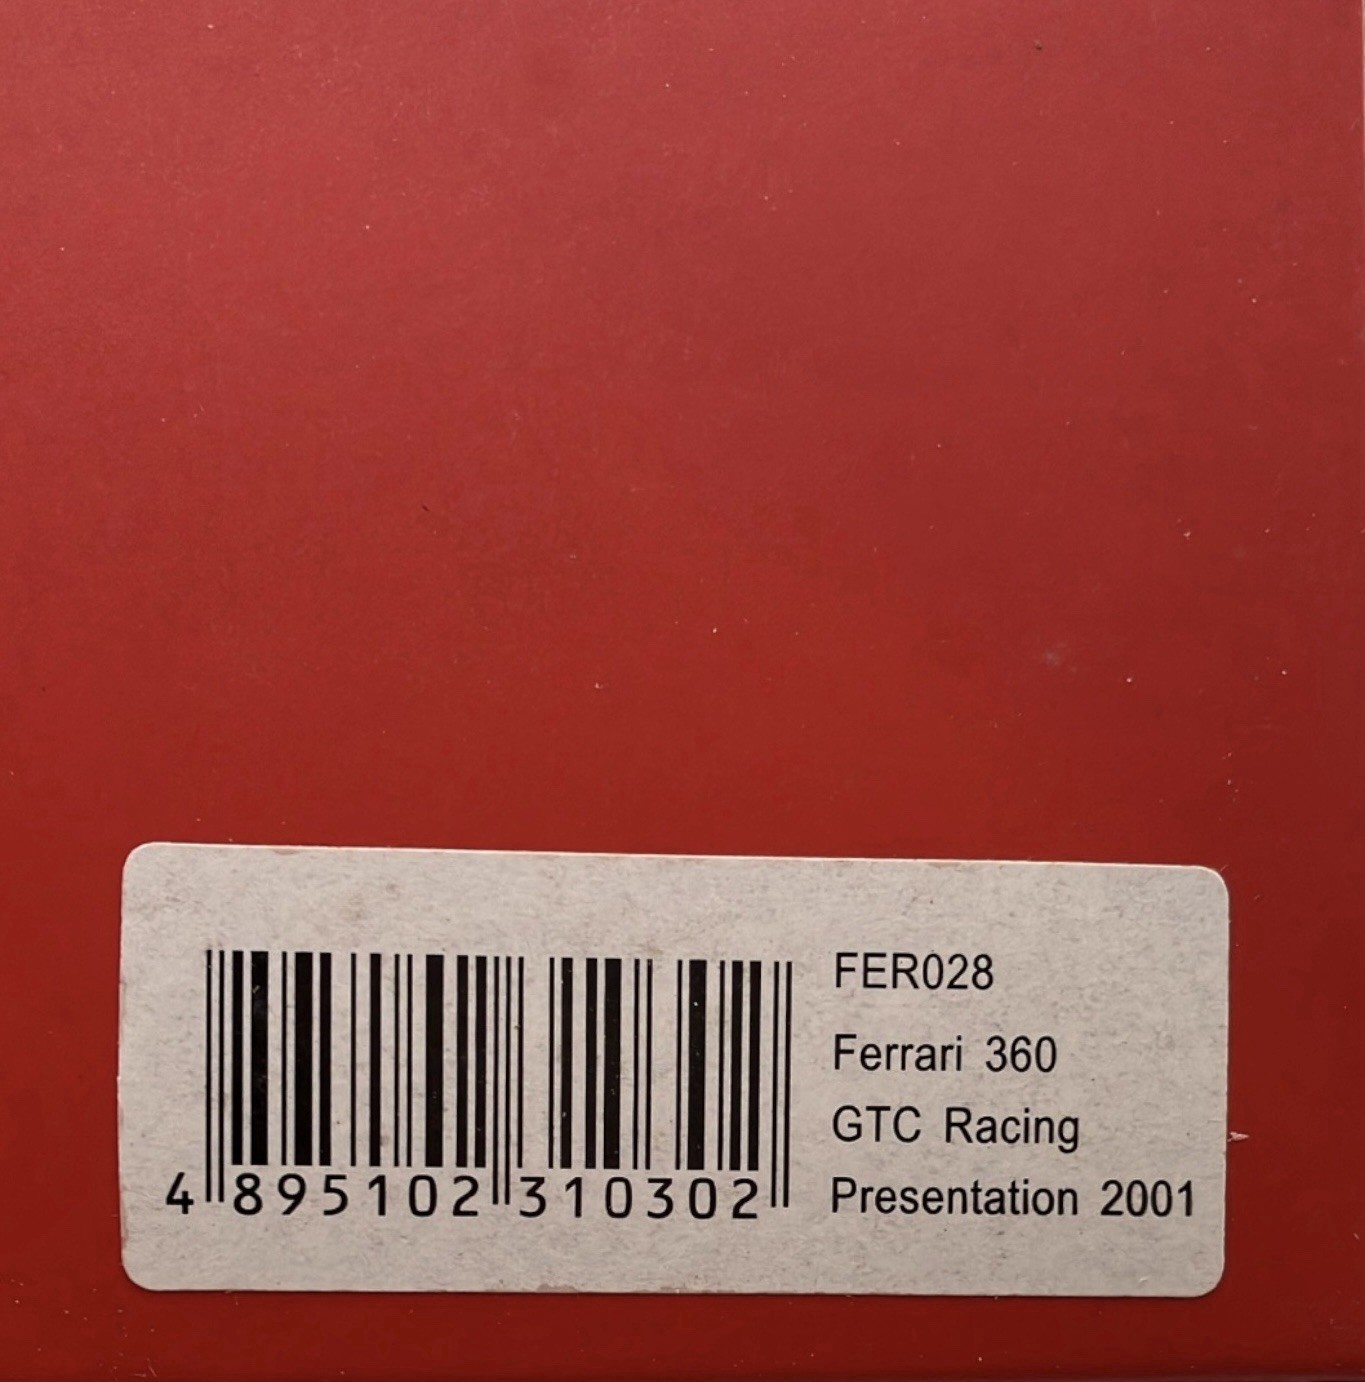 FER028
Ferrari 360
GTC Racing
Presentation 2001
4 895102 310302